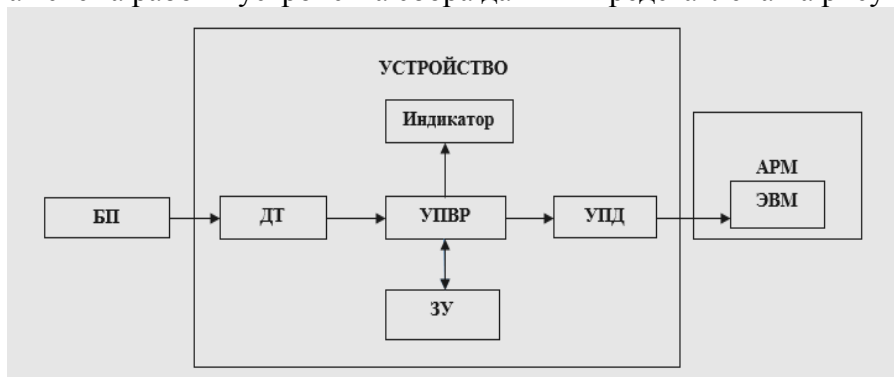 УСТРОЙСТВО
Индикатор
АРМ
ЭВМ
БП
ДТ
УПВР
УПД
ЗУ